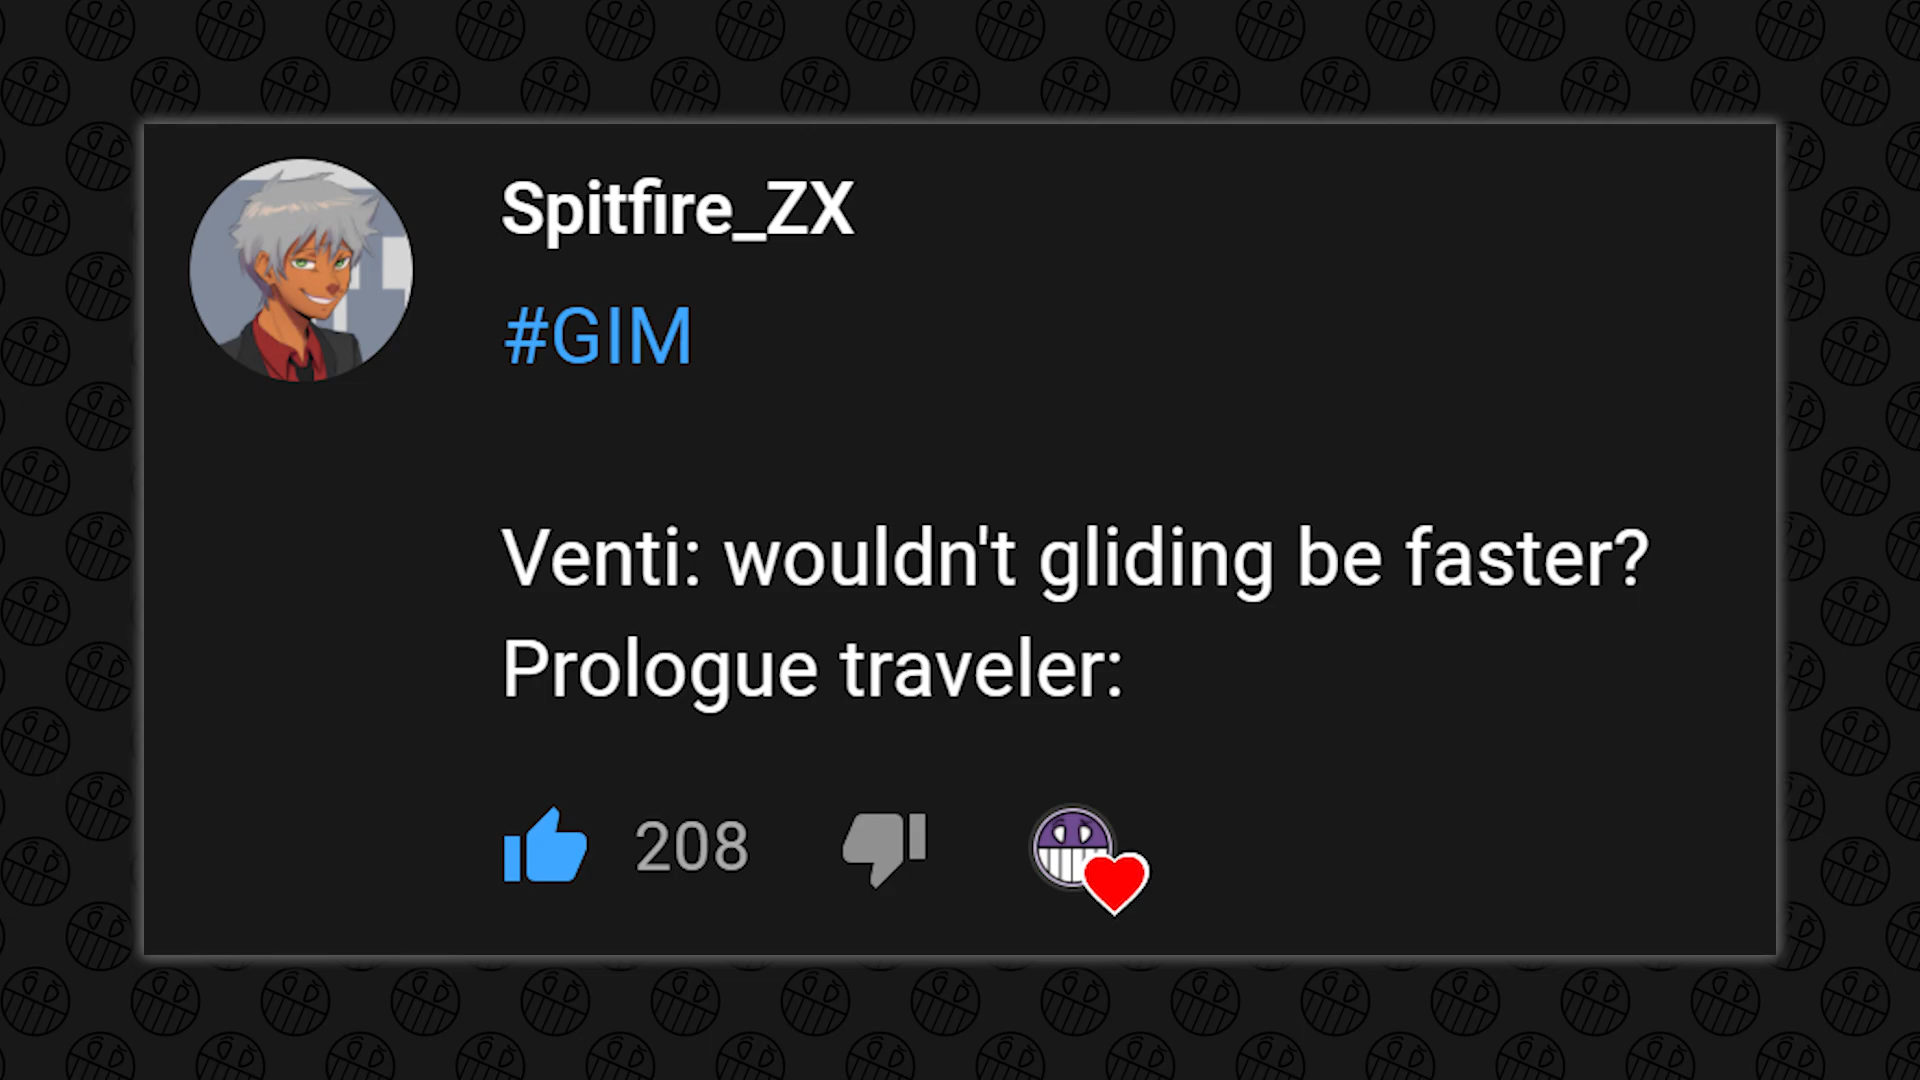 Spitfire_ZX
#GIM
Venti: wouldn't gliding be faster?
Prologue traveler:
208